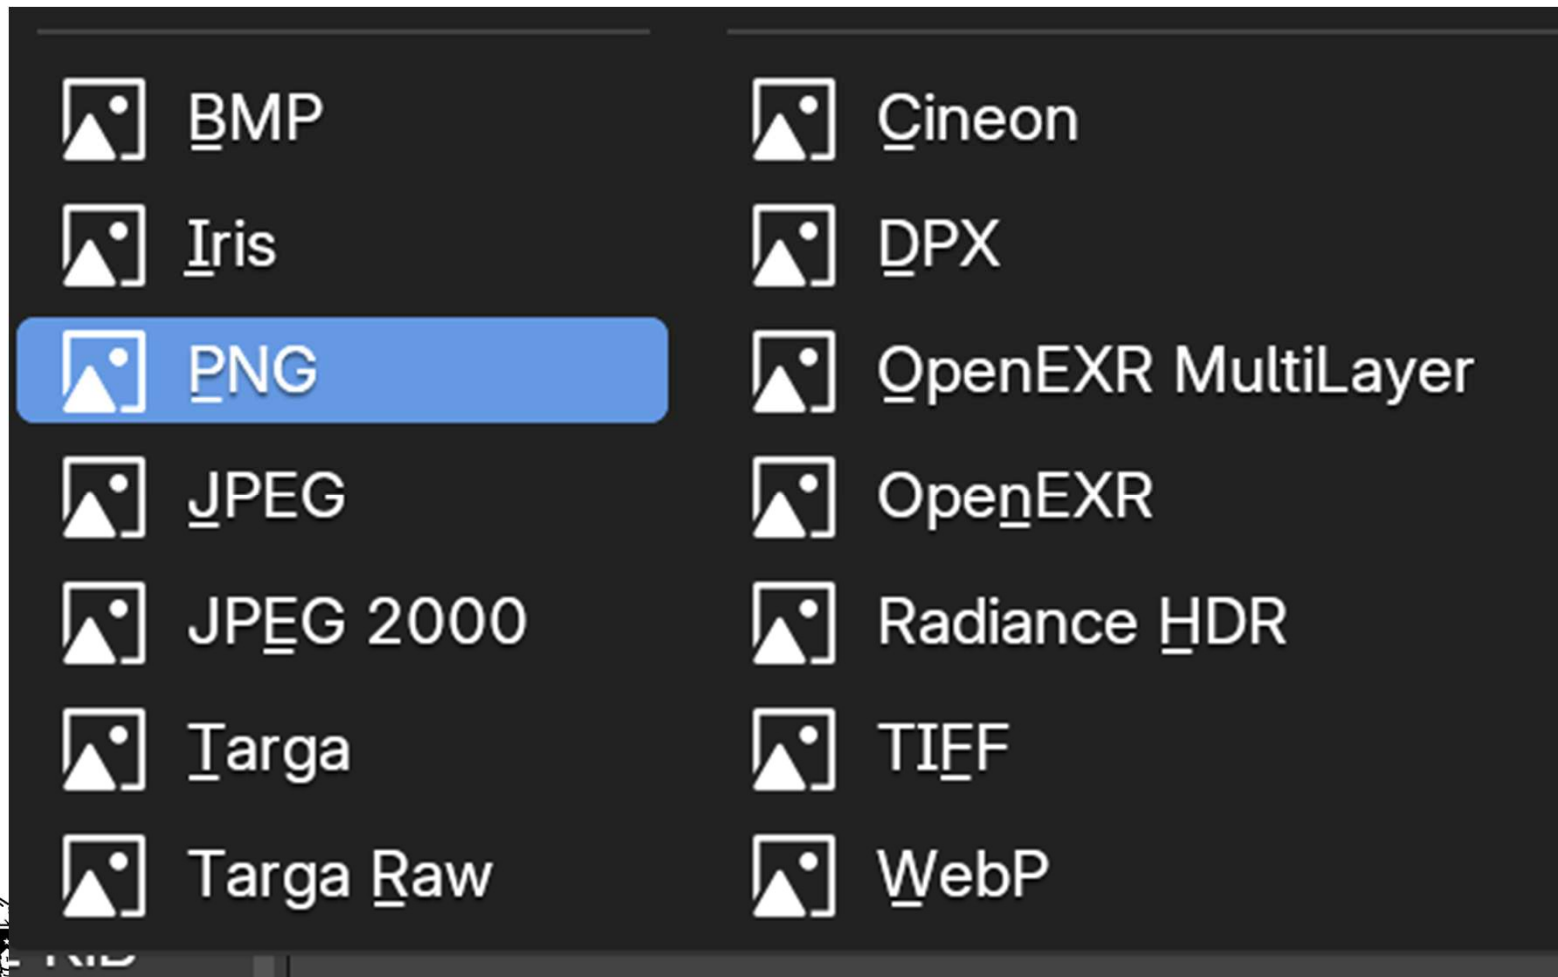 BMP
Iris
PNG
JPEG
JPEG 2000
Targa
Targa Raw
Cineon
DPX
OpenEXR MultiLayer
OpenEXR
Radiance HDR
TIFF
WebP